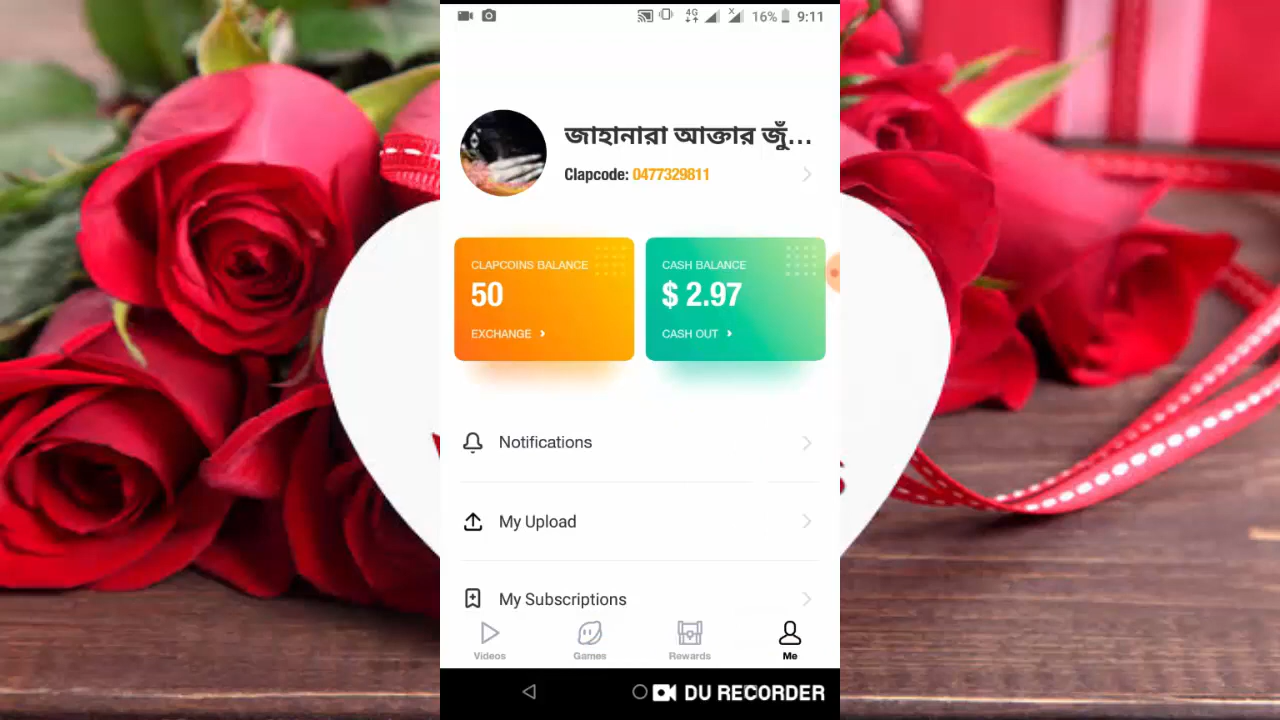 4G 16% 9:11
জাহানারা আক্তার জুঁ...
Clapcode: 0477329811
CLAPCOINS BALANCE
50
EXCHANGE
CASH BALANCE
$ 2.97
CASH OUT
Notifications
My Upload
My Subscriptions
Videos Games Rewards Me
DU RECORDER